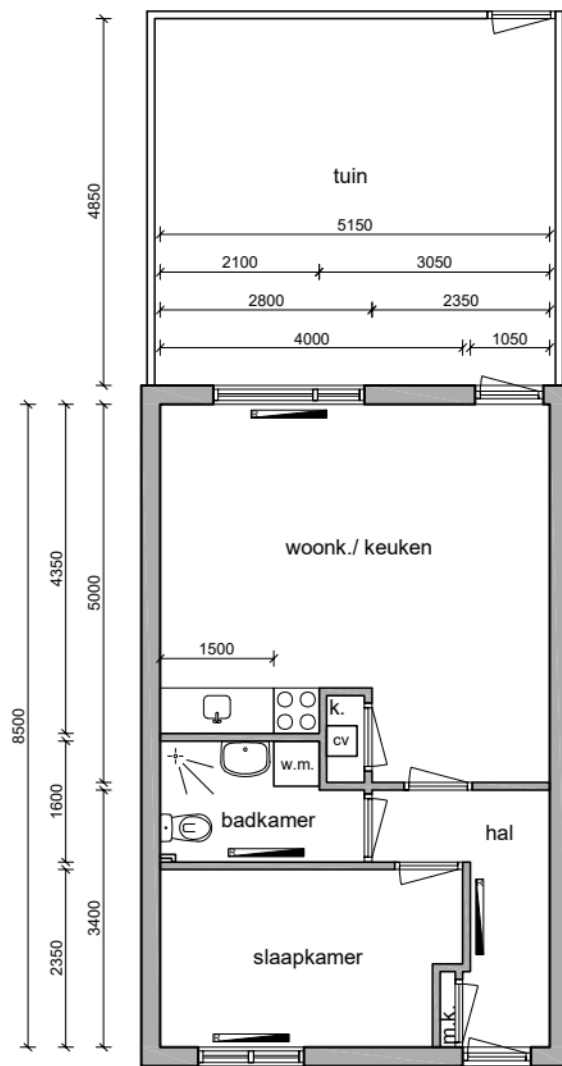 tuin
4850
5150
2100 3050
2800 2350
4000 1050
woonk./ keuken
4350
5000
8500
1500
k.
cv
w.m.
1600
badkamer
hal
3400
2350
slaapkamer
m.k.